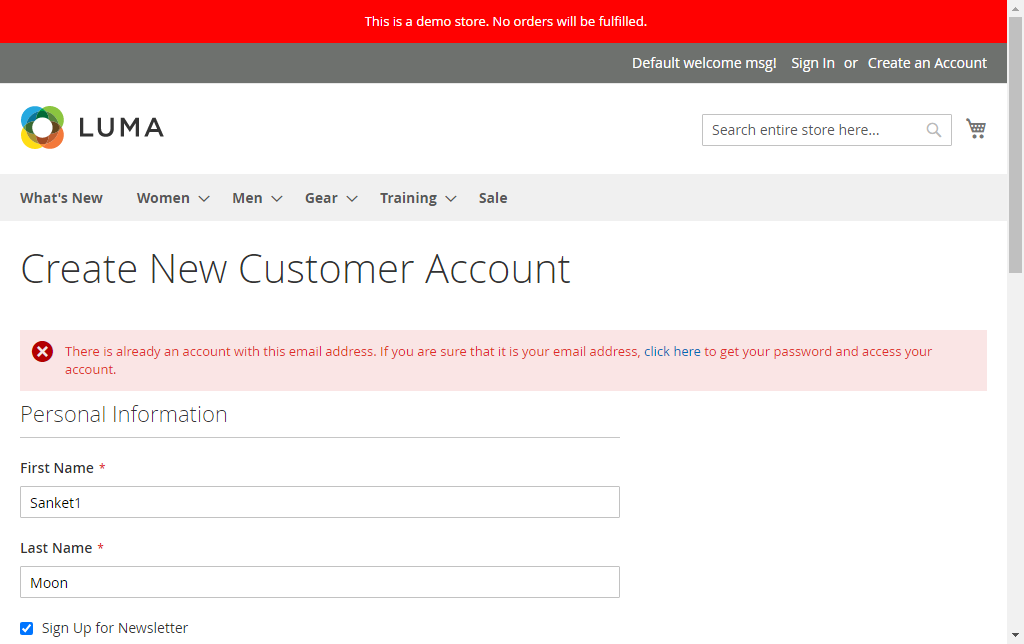 This is a demo store. No orders will be fulfilled.
Default welcome msg! Sign In or Create an Account
LUMA
Search entire store here...
What's New Women Men Gear Training Sale
Create New Customer Account
There is already an account with this email address. If you are sure that it is your email address, click here to get your password and access your
account.
Personal Information
First Name *
Sanket1
Last Name *
Moon
Sign Up for Newsletter